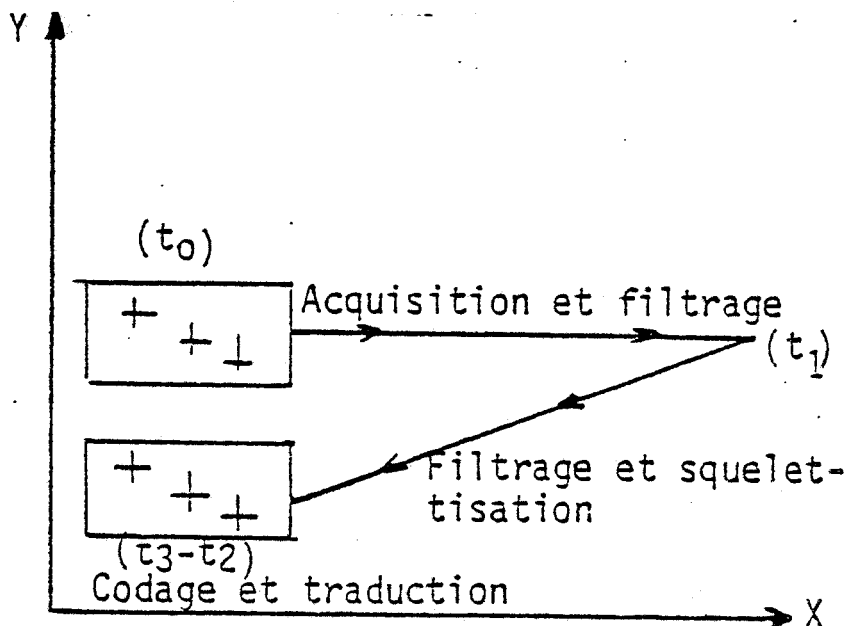 Y
(t0)
Acquisition et filtrage
(t1)
Filtrage et squelet-
tisation
(t3-t2)
Codage et traduction
X